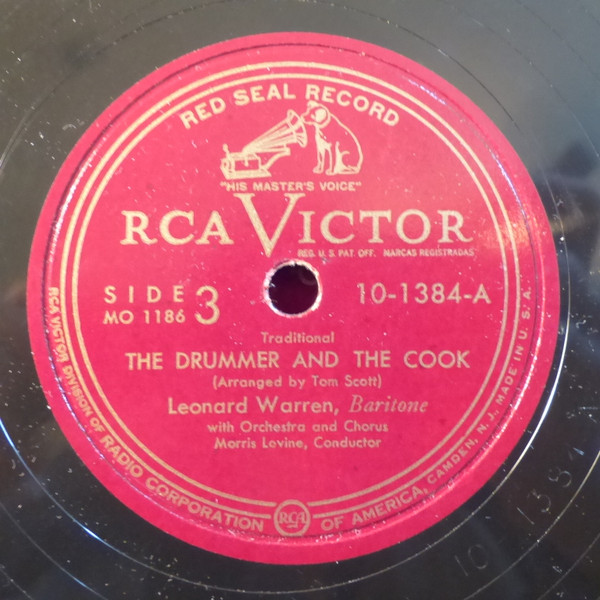 RED SEAL RECORD
"HIS MASTER'S VOICE"
RCA VICTOR
REG. U.S. PAT. OFF. MARCAS REGISTRADAS
SIDE 3
MO 1186
10-1384-A
Traditional
THE DRUMMER AND THE COOK
(Arranged by Tom Scott)
Leonard Warren, Baritone
with Orchestra and Chorus
Morris Levine, Conductor
RCA VICTOR DIVISION OF RADIO CORPORATION RCA OF AMERICA, CAMDEN, N.J., MADE IN U.S.A.
10 1384